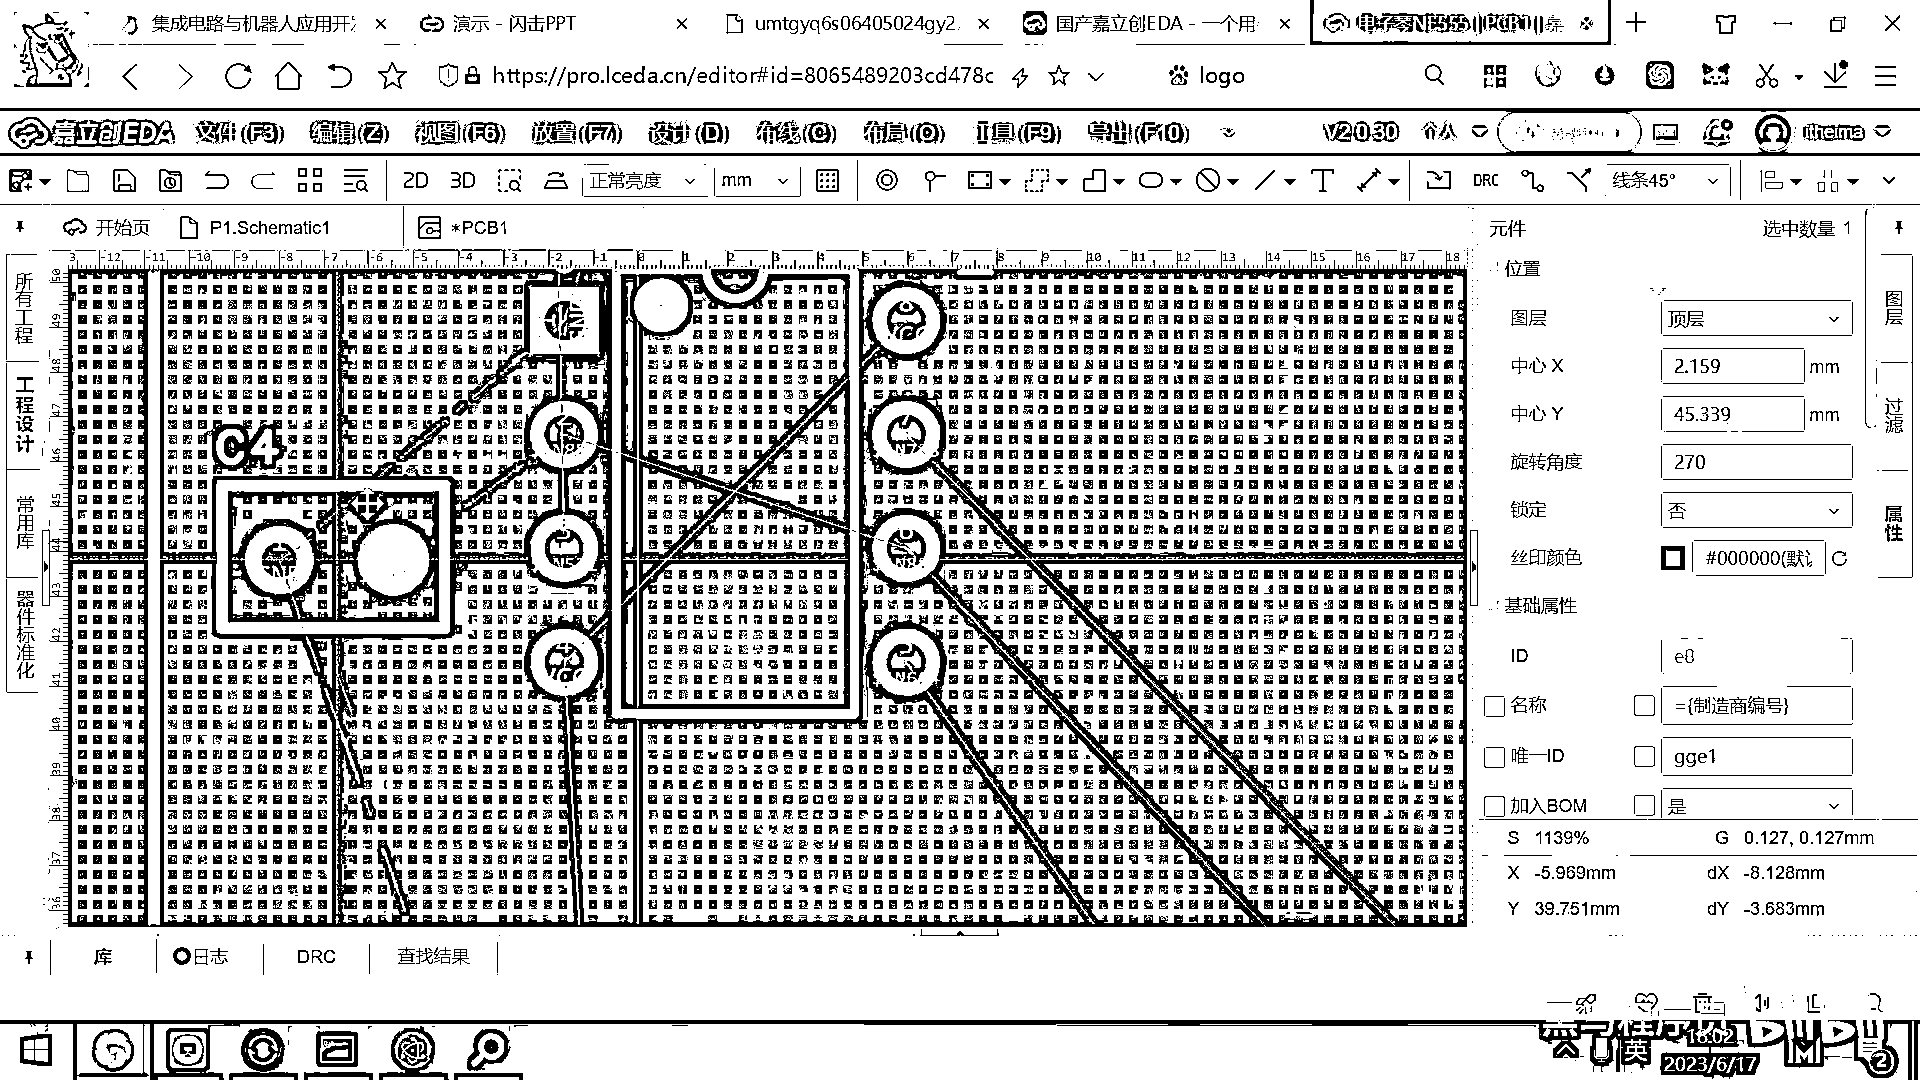 集成电路与机器人应用开发
演示 - 闪击PPT
umtgyq6s06405024gy2.
国产嘉立创EDA - 一个用
https://pro.lceda.cn/editor#id=8065489203cd478c
logo
嘉立创EDA 文件(F3) 编辑(Z) 视图(F6) 放置(F7) 设计(D) 布线(C) 布局(O) 工具(F9) 导出(F10) V2.0.30 个人 itheima
2D 3D 正常亮度 mm DRC 线条45°
开始页 P1.Schematic1 *PCB1
所有工程
工程设计
常用库
器件标准化
C4
元件 选中数量 1
位置
图层 顶层
中心 X 2.159 mm
中心 Y 45.339 mm
旋转角度 270
锁定 否
丝印颜色 #000000(默认
基础属性
ID e8
名称 ={制造商编号}
唯一ID gge1
加入BOM 是
S 1139% G 0.127, 0.127mm
X -5.969mm dX -8.128mm
Y 39.751mm dY -3.683mm
图层
过滤
属性
库 日志 DRC 查找结果
英
18:02
2023/6/17
2